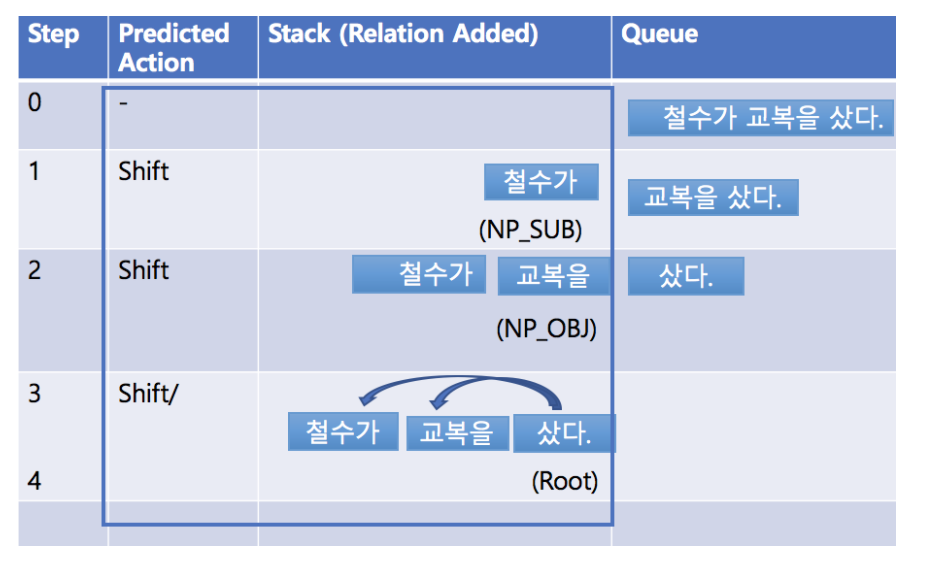 Step Predicted Action Stack (Relation Added) Queue
0 - 철수가 교복을 샀다.
1 Shift 철수가 교복을 샀다.
(NP_SUB)
2 Shift 철수가 교복을 샀다.
(NP_OBJ)
3 Shift/ 철수가 교복을 샀다.
4 (Root)